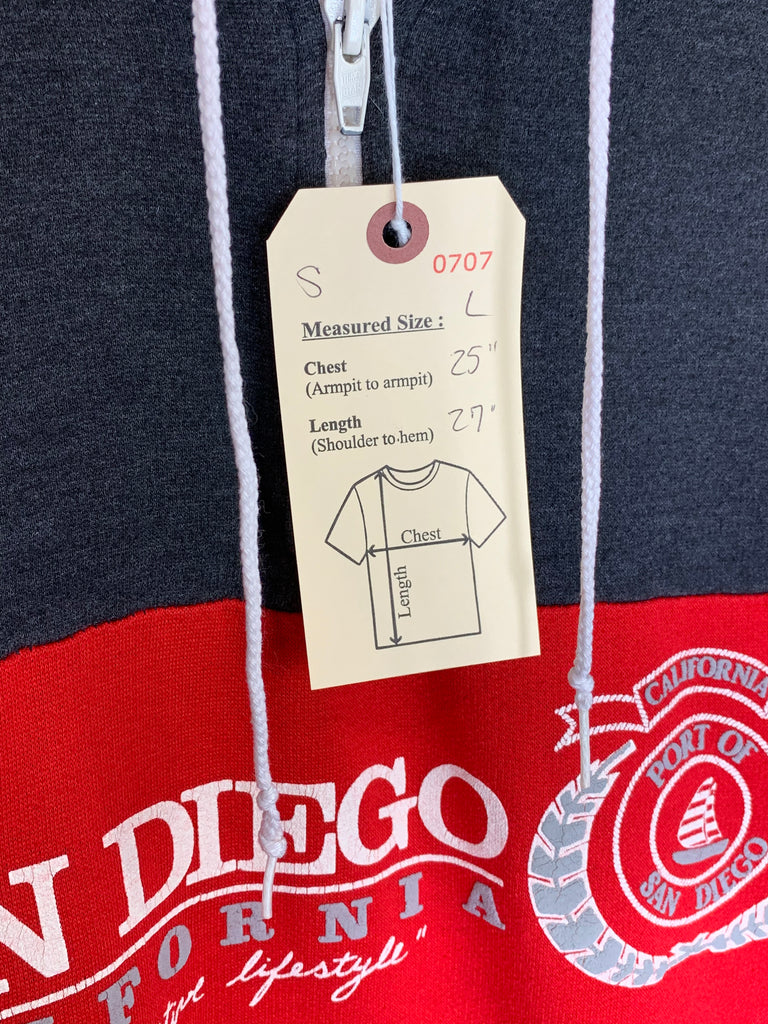 0707
S
L
Measured Size :
Chest 25"
(Armpit to armpit)
Length 27"
(Shoulder to hem)
Chest
Length
CALIFORNIA
PORT OF
SAN DIEGO
N DIEGO
FORNIA
lifestyle"